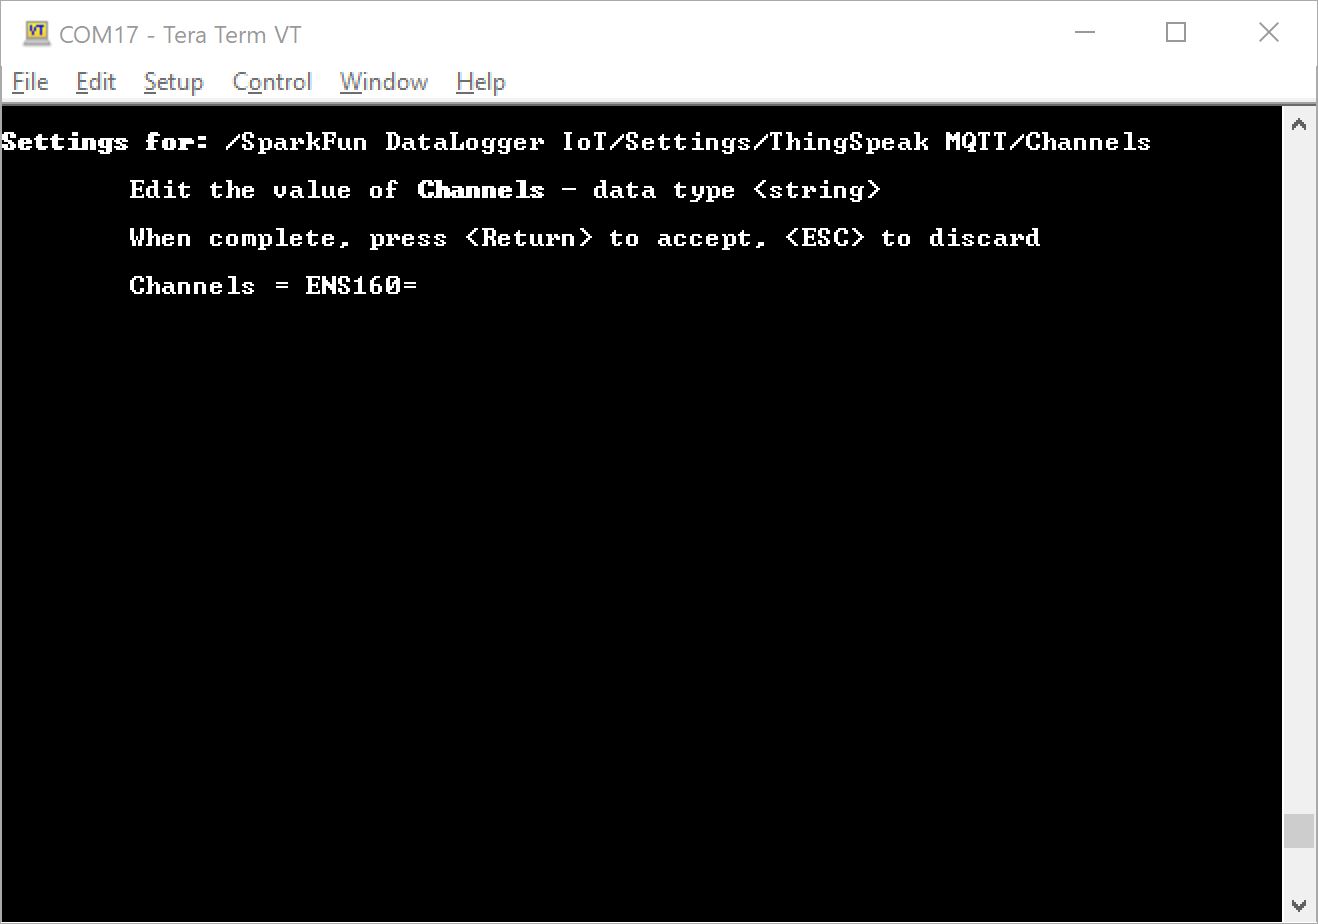 COM17 - Tera Term VT
File Edit Setup Control Window Help
Settings for: /SparkFun DataLogger IoT/Settings/ThingSpeak MQTT/Channels
Edit the value of Channels - data type <string>
When complete, press <Return> to accept, <ESC> to discard
Channels = ENS160=